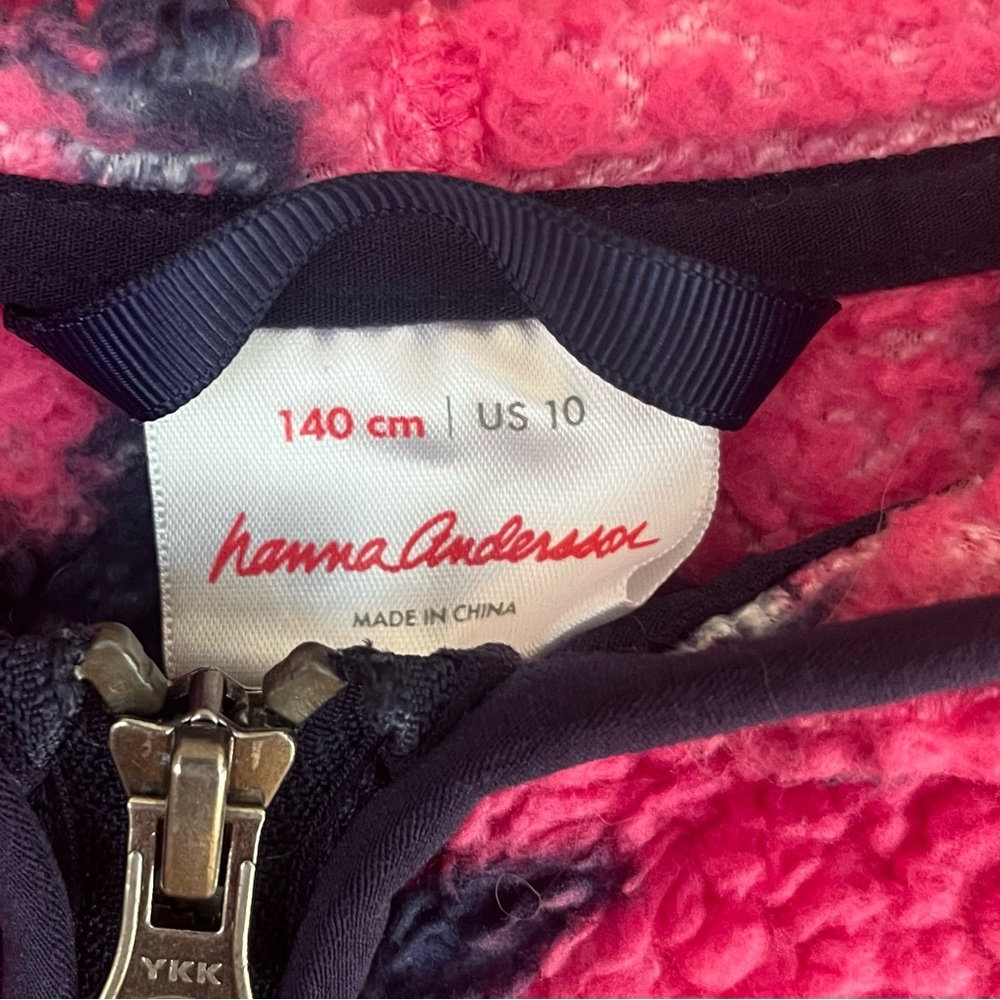 140 cm | US 10
hanna Andersson
MADE IN CHINA
YKK